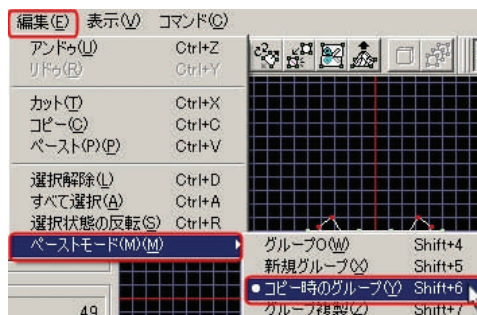 編集(E) 表示(V) コマンド(C)
アンドゥ(U) Ctrl+Z
リドゥ(R) Ctrl+Y
カット(T) Ctrl+X
コピー(C) Ctrl+C
ペースト(P)(P) Ctrl+V
選択解除(L) Ctrl+D
すべて選択(A) Ctrl+A
選択状態の反転(S) Ctrl+R
ペーストモード(M)(M)
グループ0(W) Shift+4
新規グループ(X) Shift+5
コピー時のグループ(Y) Shift+6
グループ複製(Z) Shift+7
49